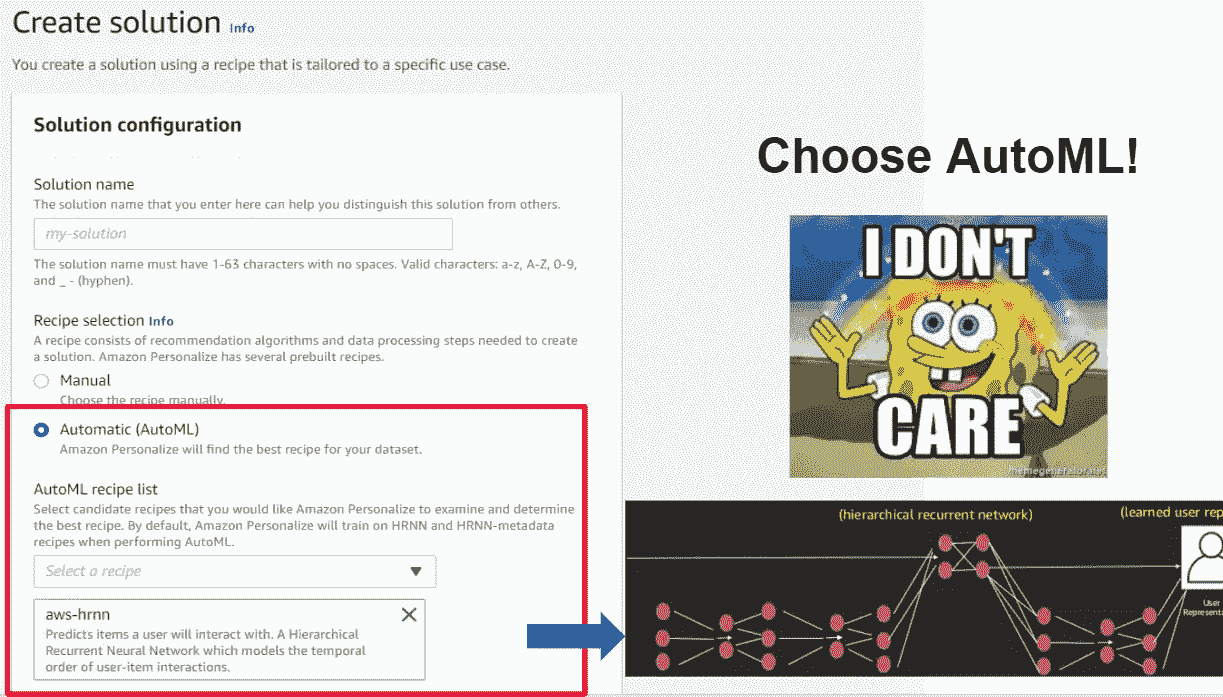 Create solution Info
You create a solution using a recipe that is tailored to a specific use case.
Solution configuration
Solution name
The solution name that you enter here can help you distinguish this solution from others.
my-solution
The solution name must have 1-63 characters with no spaces. Valid characters: a-z, A-Z, 0-9,
and _ - (hyphen).
Recipe selection Info
A recipe consists of recommendation algorithms and data processing steps needed to create
a solution. Amazon Personalize has several prebuilt recipes.
Manual
Choose the recipe manually.
Automatic (AutoML)
Amazon Personalize will find the best recipe for your dataset.
AutoML recipe list
Select candidate recipes that you would like Amazon Personalize to examine and determine
the best recipe. By default, Amazon Personalize will train on HRNN and HRNN-metadata
recipes when performing AutoML.
Select a recipe
aws-hrnn
Predicts items a user will interact with. A Hierarchical
Recurrent Neural Network which models the temporal
order of user-item interactions.
Choose AutoML!
I DON'T
CARE
memegenerator.net
(hierarchical recurrent network)
(learned user rep
User
Representa